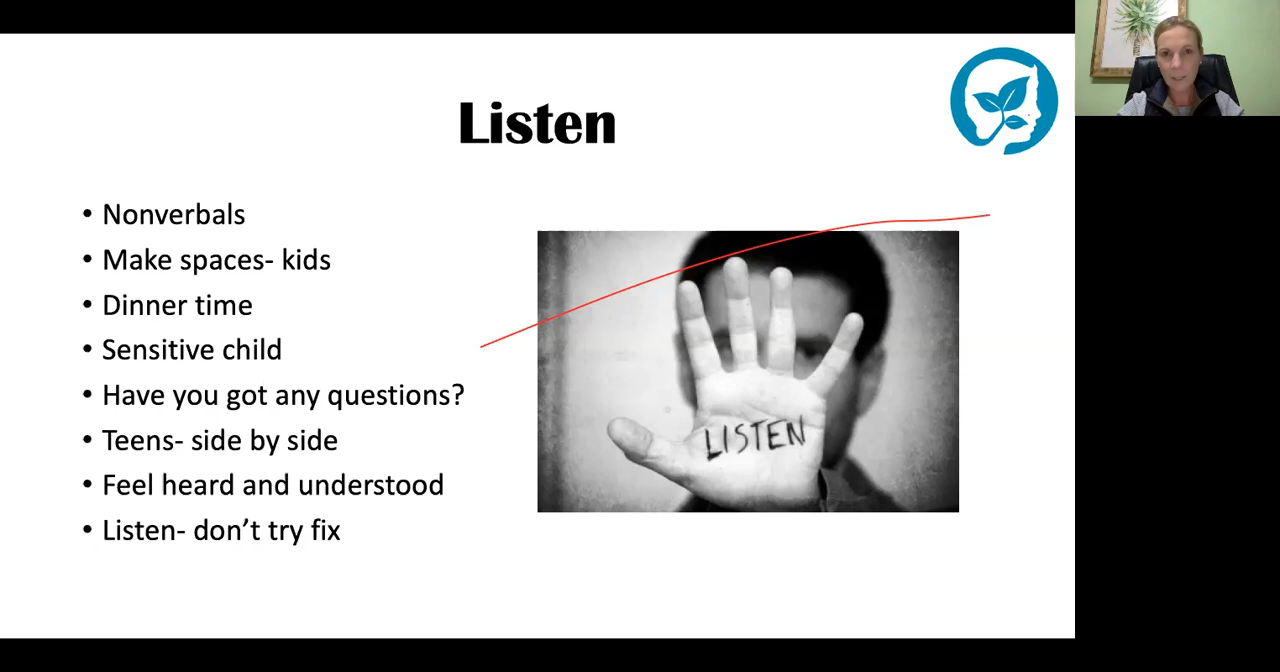 Listen
• Nonverbals
• Make spaces- kids
• Dinner time
• Sensitive child
• Have you got any questions?
• Teens- side by side
• Feel heard and understood
• Listen- don’t try fix
LISTEN